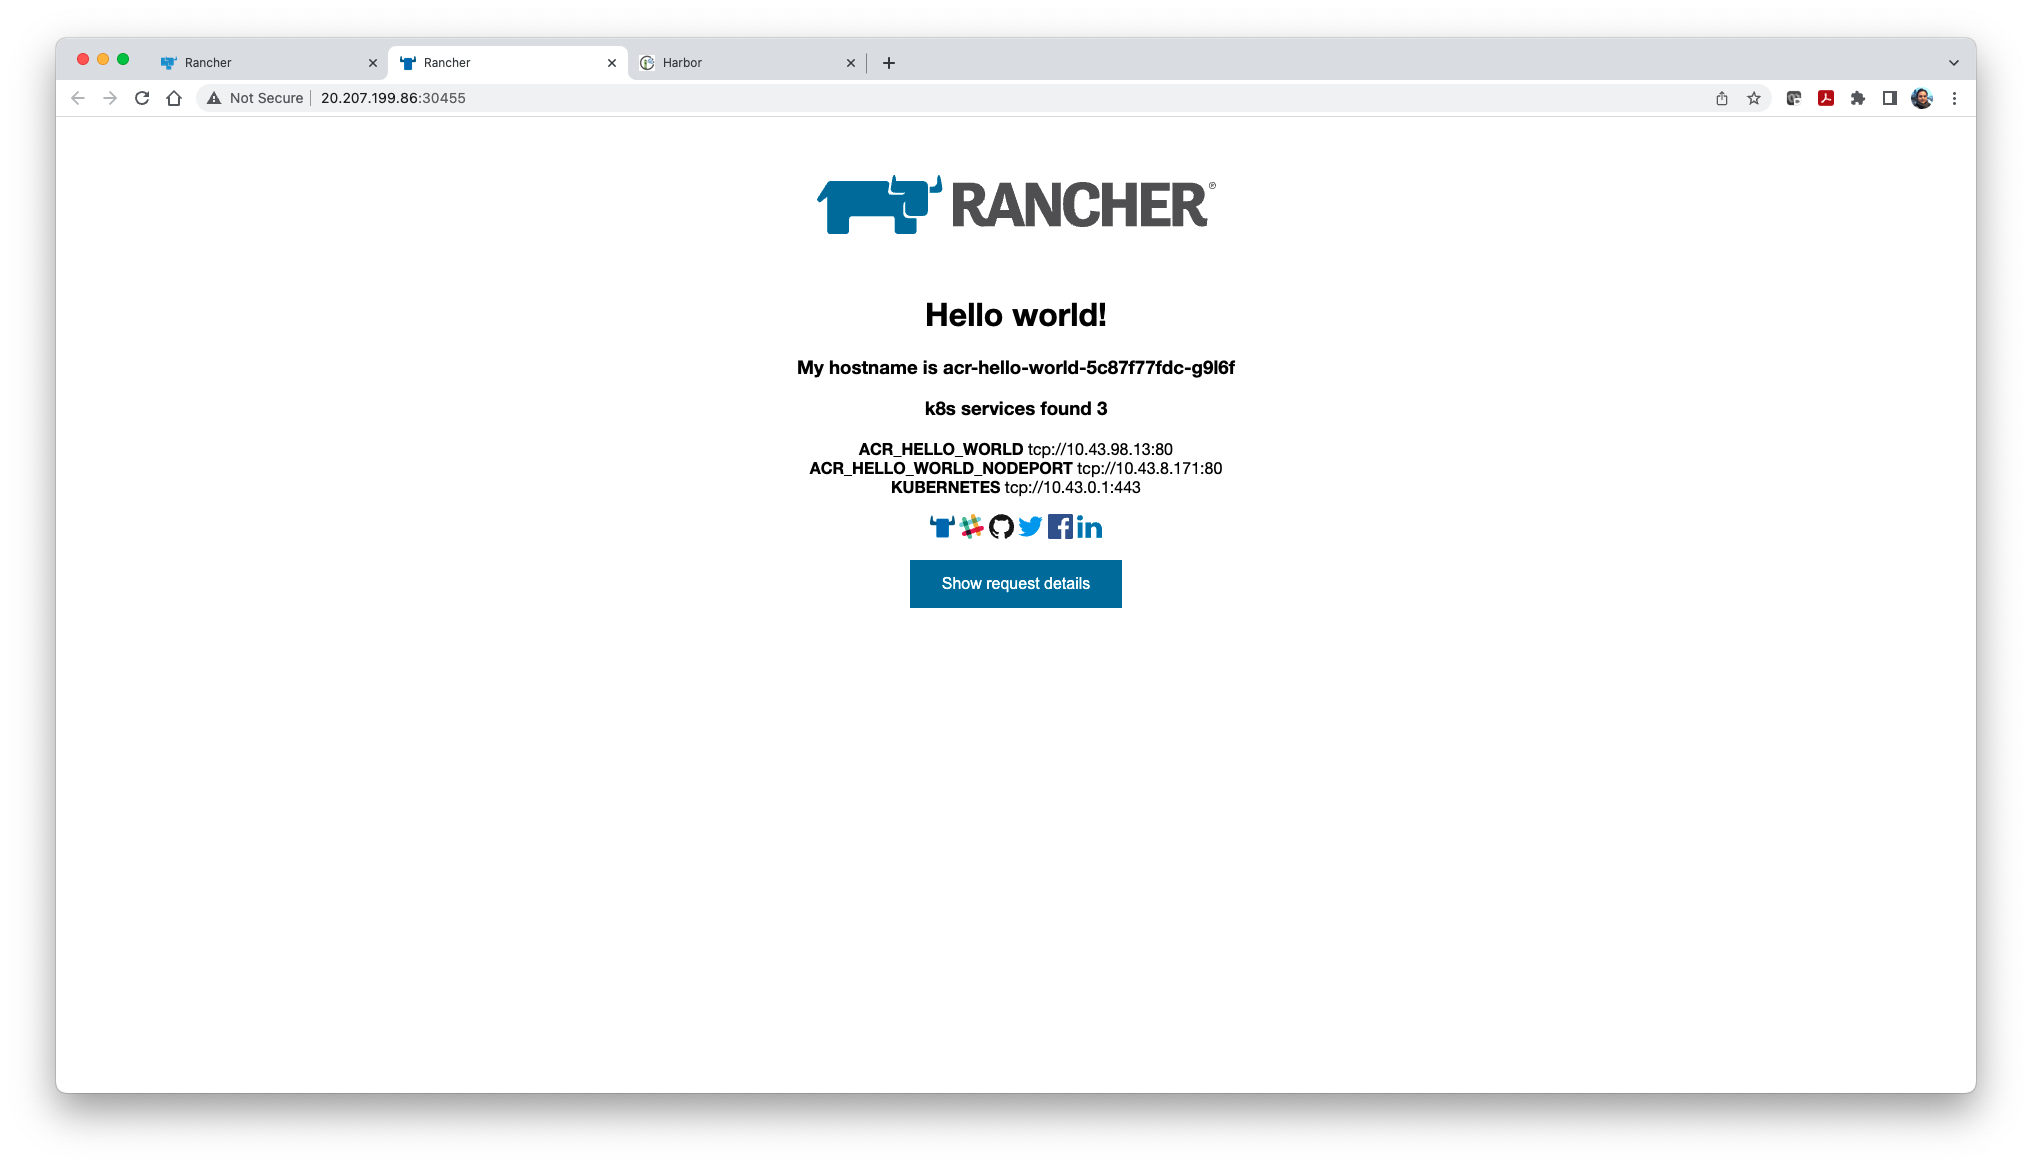 Rancher
Rancher
Harbor
Not Secure
20.207.199.86:30455
RANCHER®
Hello world!
My hostname is acr-hello-world-5c87f77fdc-g9l6f
k8s services found 3
ACR_HELLO_WORLD tcp://10.43.98.13:80
ACR_HELLO_WORLD_NODEPORT tcp://10.43.8.171:80
KUBERNETES tcp://10.43.0.1:443
Show request details